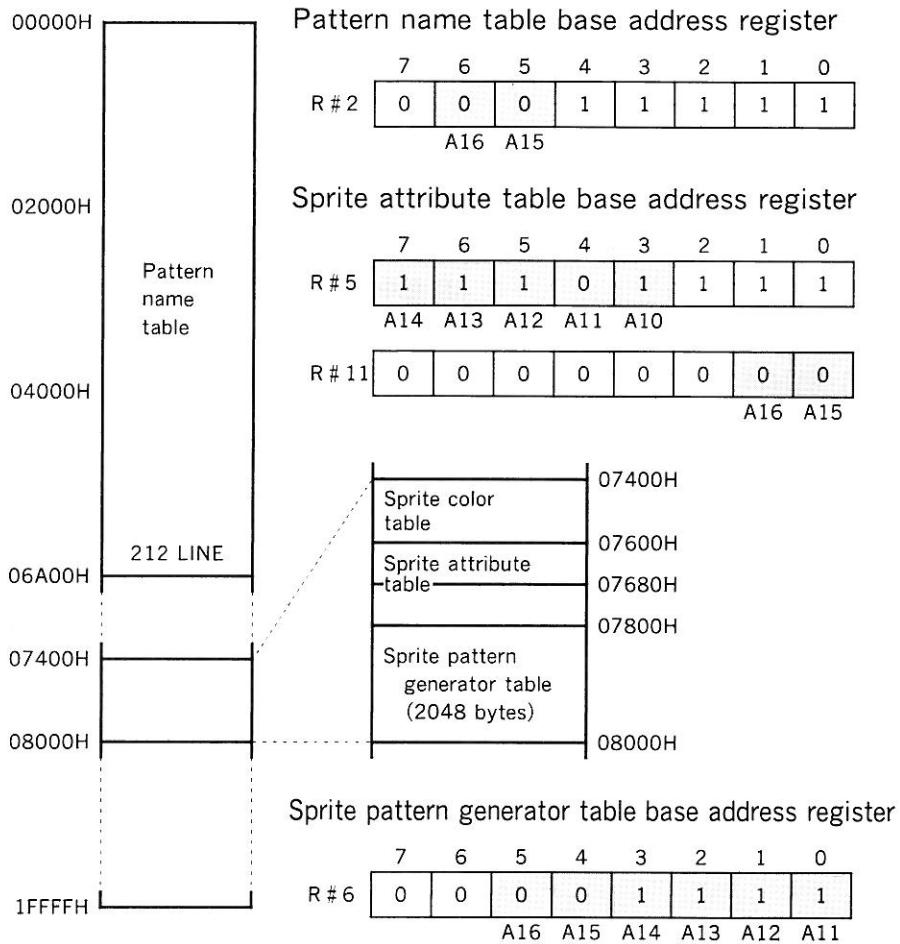 00000H
Pattern name table base address register
7 6 5 4 3 2 1 0
R#2 0 0 0 1 1 1 1 1
A16 A15
02000H
Sprite attribute table base address register
7 6 5 4 3 2 1 0
Pattern
name
table
R#5 1 1 1 0 1 1 1 1
A14 A13 A12 A11 A10
04000H
R#11 0 0 0 0 0 0 0 0
A16 A15
212 LINE
06A00H
07400H
08000H
1FFFFH
07400H
Sprite color
table
07600H
Sprite attribute
table
07680H
07800H
Sprite pattern
generator table
(2048 bytes)
08000H
Sprite pattern generator table base address register
7 6 5 4 3 2 1 0
R#6 0 0 0 0 1 1 1 1
A16 A15 A14 A13 A12 A11